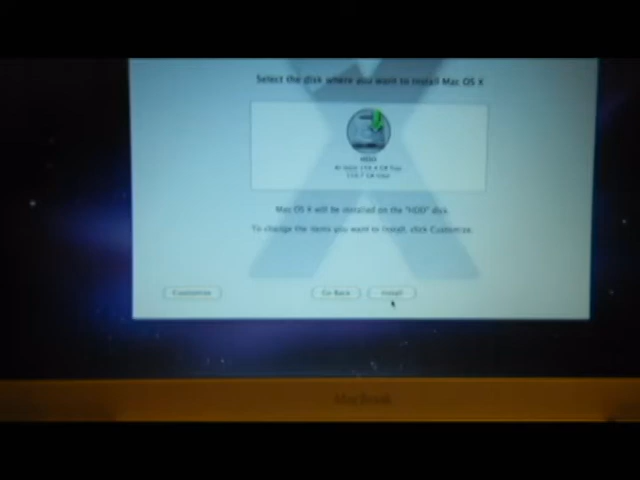 Select the disk where you want to install Mac OS X
HDD
Mac OS X will be installed on the "HDD" disk.
To change the items you want to install, click Customize.
Customize
Go Back
Install
MacBook